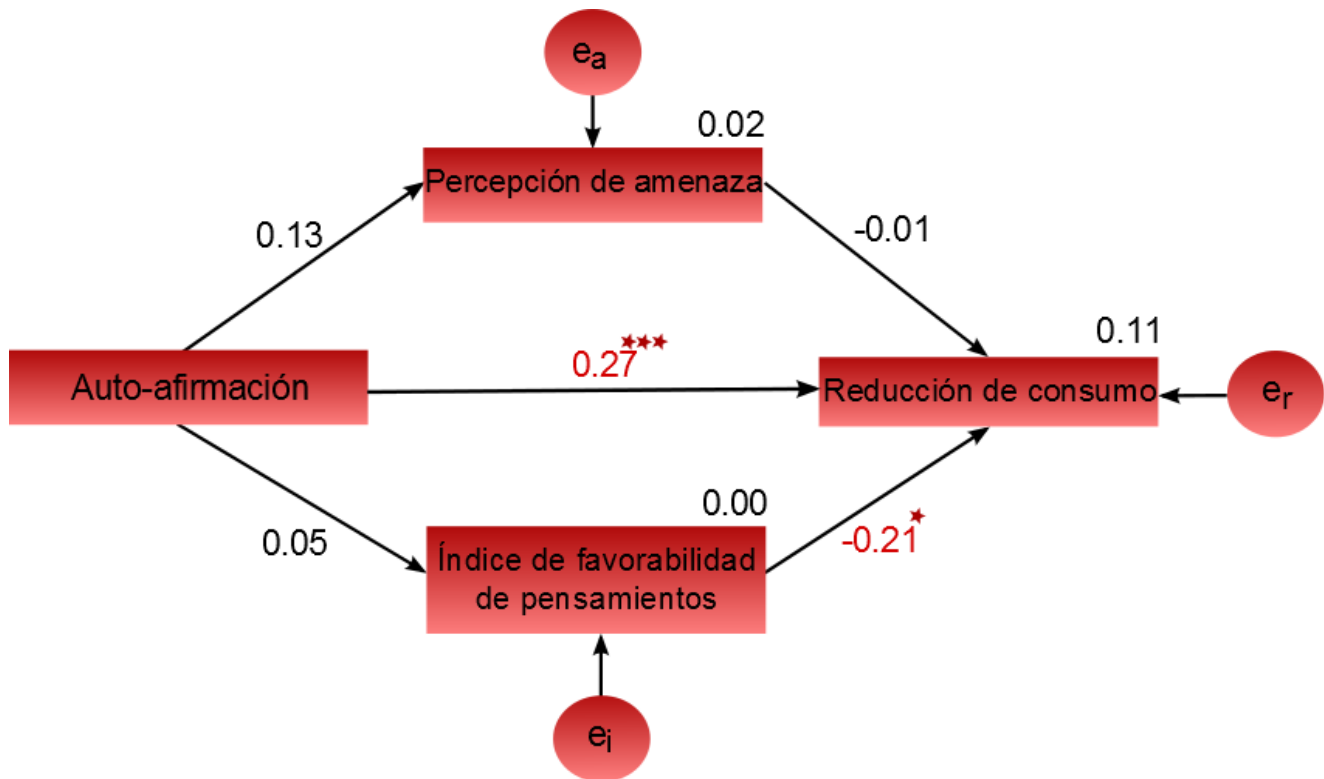 ea
0.02
Percepción de amenaza
0.13
-0.01
0.27***
0.11
Auto-afirmación
Reducción de consumo
er
0.00
0.05
-0.21*
Índice de favorabilidad
de pensamientos
ei